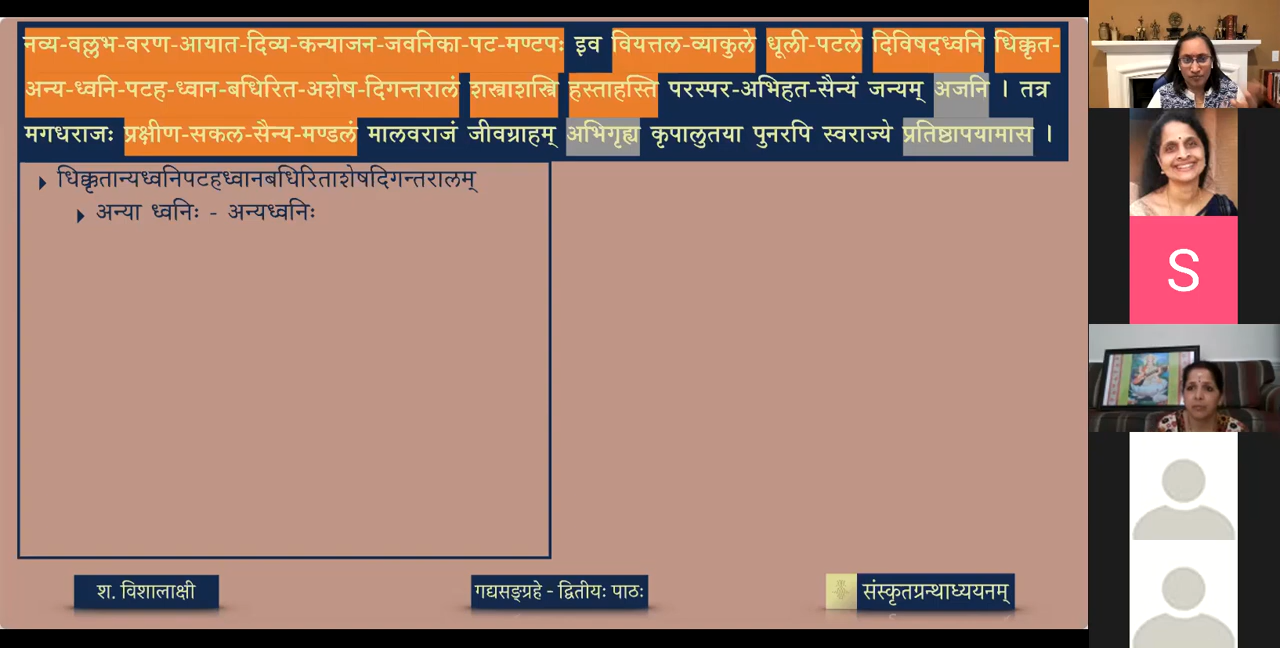 नव्य-वल्लभ-वरण-आयात-दिव्य-कन्याजन-जवनिका-पट-मण्टपः इव वियत्तल-व्याकुले धूली-पटले दिविषदध्वनि धिक्कृत-
अन्य-ध्वनि-पटह-ध्वान-बधिरित-अशेष-दिगन्तरालं शस्त्राशस्त्रि हस्ताहस्ति परस्पर-अभिहत-सैन्यं जन्यम् अजनि । तत्र
मगधराजः प्रक्षीण-सकल-सैन्य-मण्डलं मालवराजं जीवग्राहम् अभिगृह्य कृपालुतया पुनरपि स्वराज्ये प्रतिष्ठापयामास ।
धिक्कृतान्यध्वनिपटहध्वानबधिरिताशेषदिगन्तरालम्
अन्या ध्वनिः - अन्यध्वनिः
श. विशालाक्षी
गद्यसङ्ग्रहे - द्वितीयः पाठः
संस्कृतग्रन्थाध्ययनम्
S